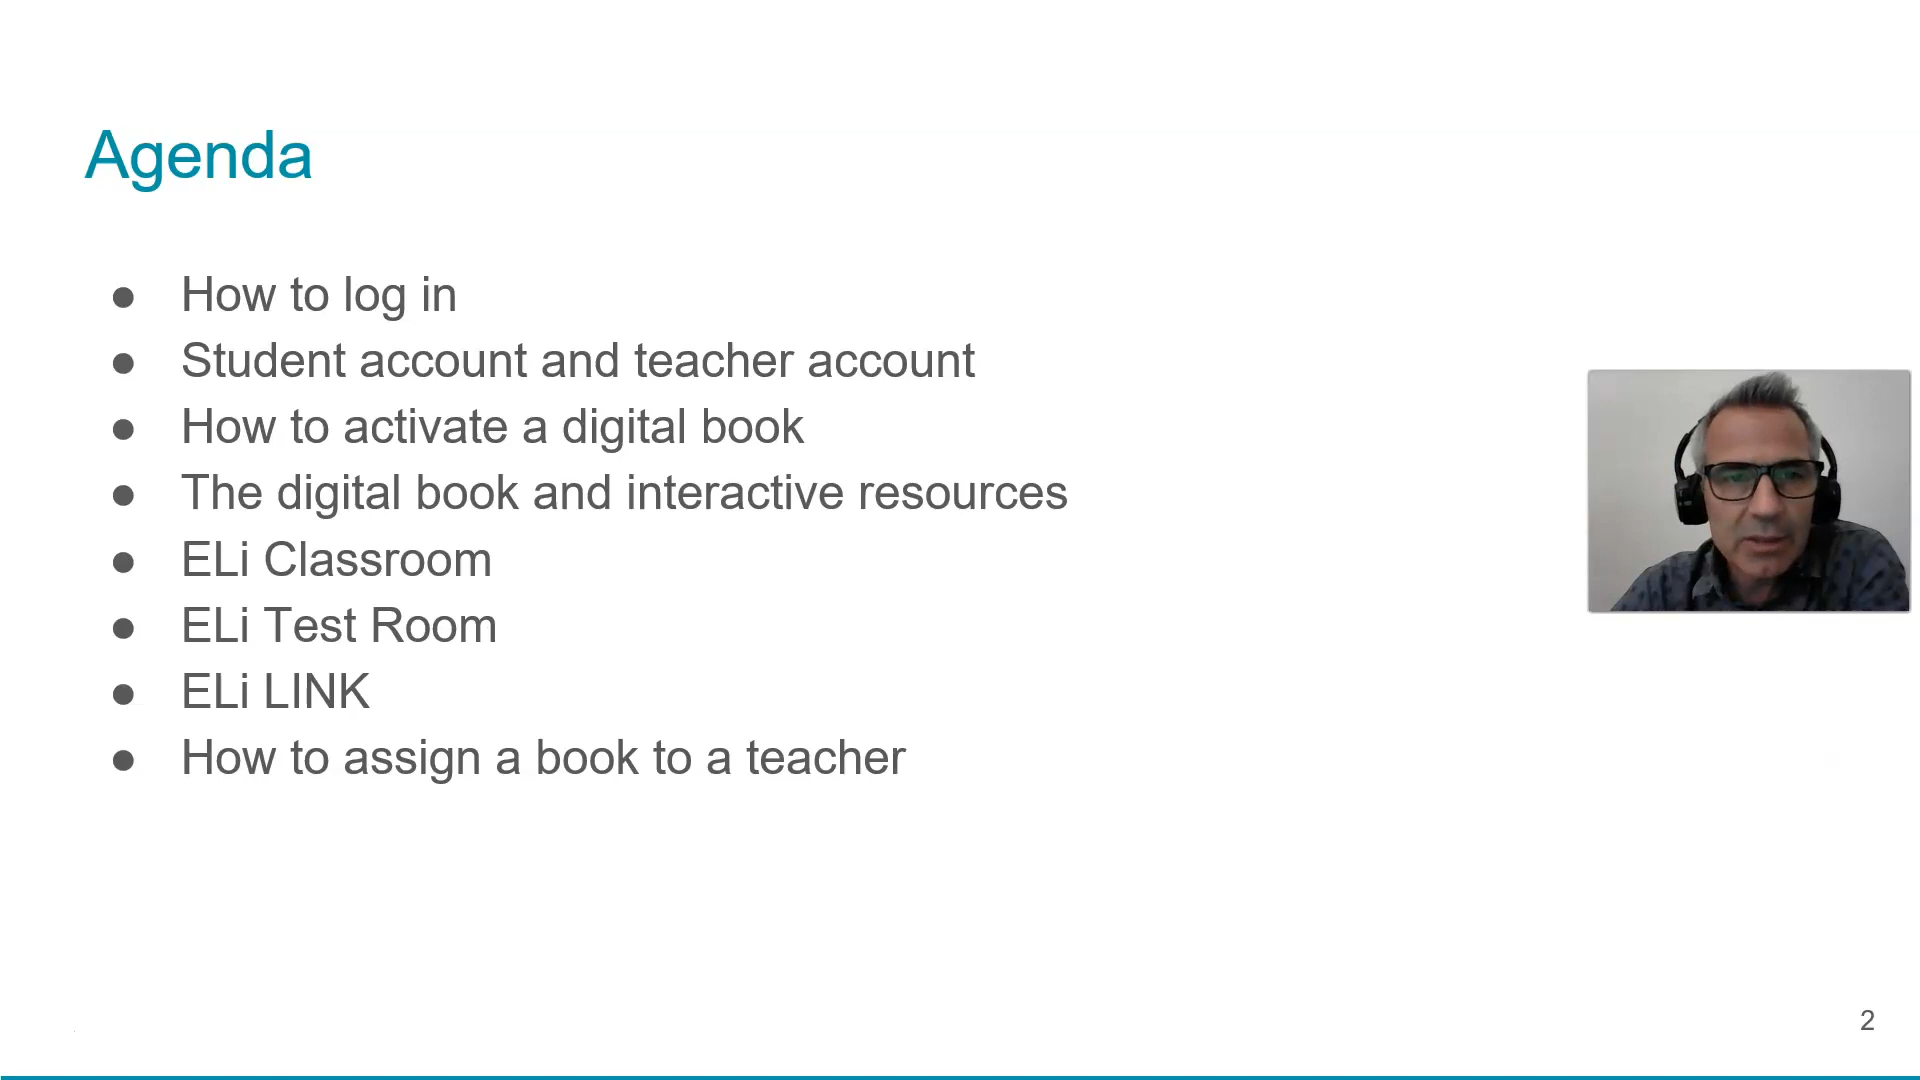 Agenda
● How to log in
● Student account and teacher account
● How to activate a digital book
● The digital book and interactive resources
● ELi Classroom
● ELi Test Room
● ELi LINK
● How to assign a book to a teacher
2